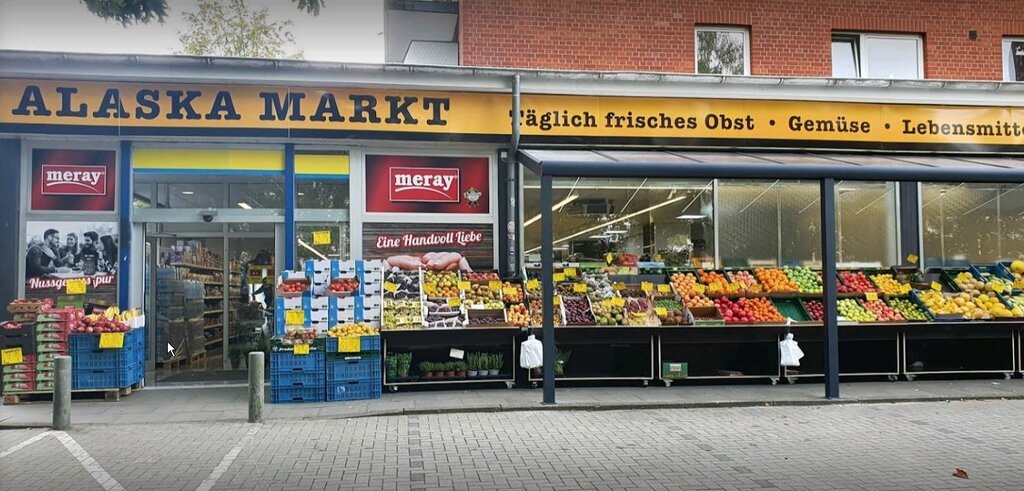 ALASKA MARKT
Täglich frisches Obst • Gemüse • Lebensmitte
meray
meray
Eine Handvoll Liebe
Nussgenuss pur